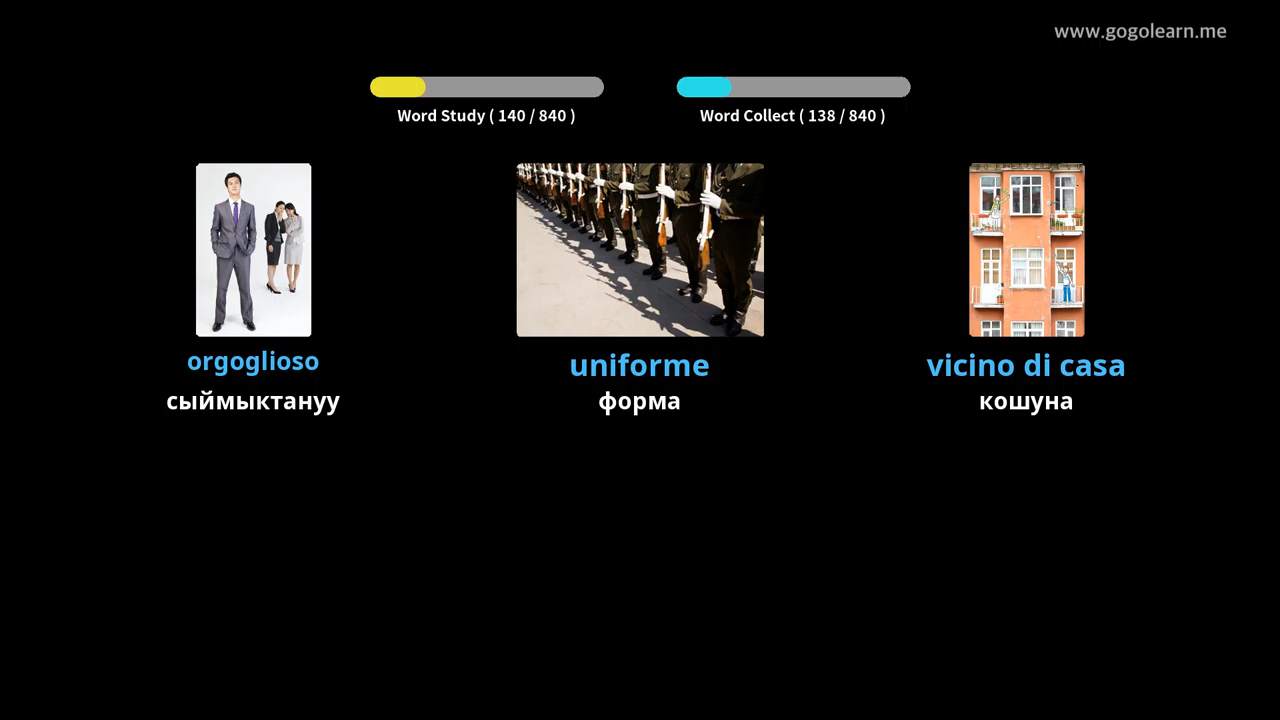 www.gogolearn.me
Word Study ( 140 / 840 )
Word Collect ( 138 / 840 )
orgoglioso
сыймыктануу
uniforme
форма
vicino di casa
кошуна